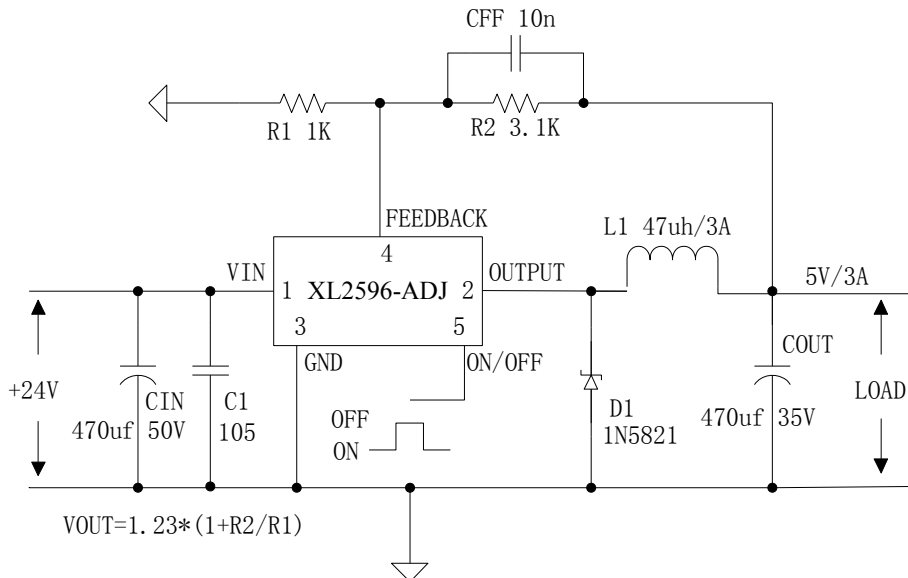 CFF 10n
R1 1K
R2 3.1K
FEEDBACK
L1 47uh/3A
4
VIN
OUTPUT
5V/3A
1 XL2596-ADJ 2
3
5
GND
ON/OFF
COUT
+24V
CIN
C1
OFF
D1
LOAD
470uf 50V
105
ON
1N5821
470uf 35V
VOUT=1.23*(1+R2/R1)